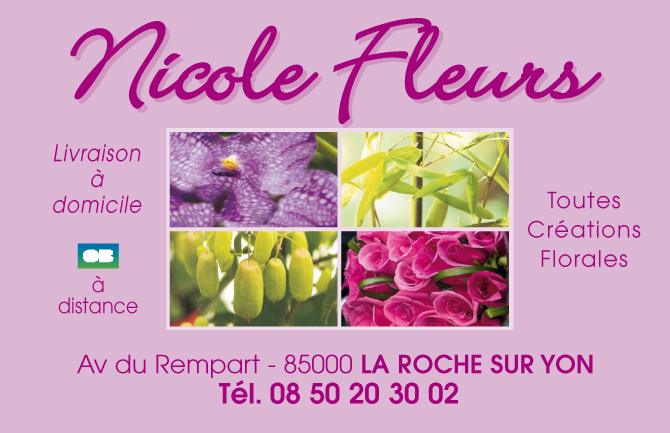 Nicole Fleurs
Livraison
à
domicile
CB
à
distance
Toutes
Créations
Florales
Av du Rempart - 85000 LA ROCHE SUR YON
Tél. 08 50 20 30 02